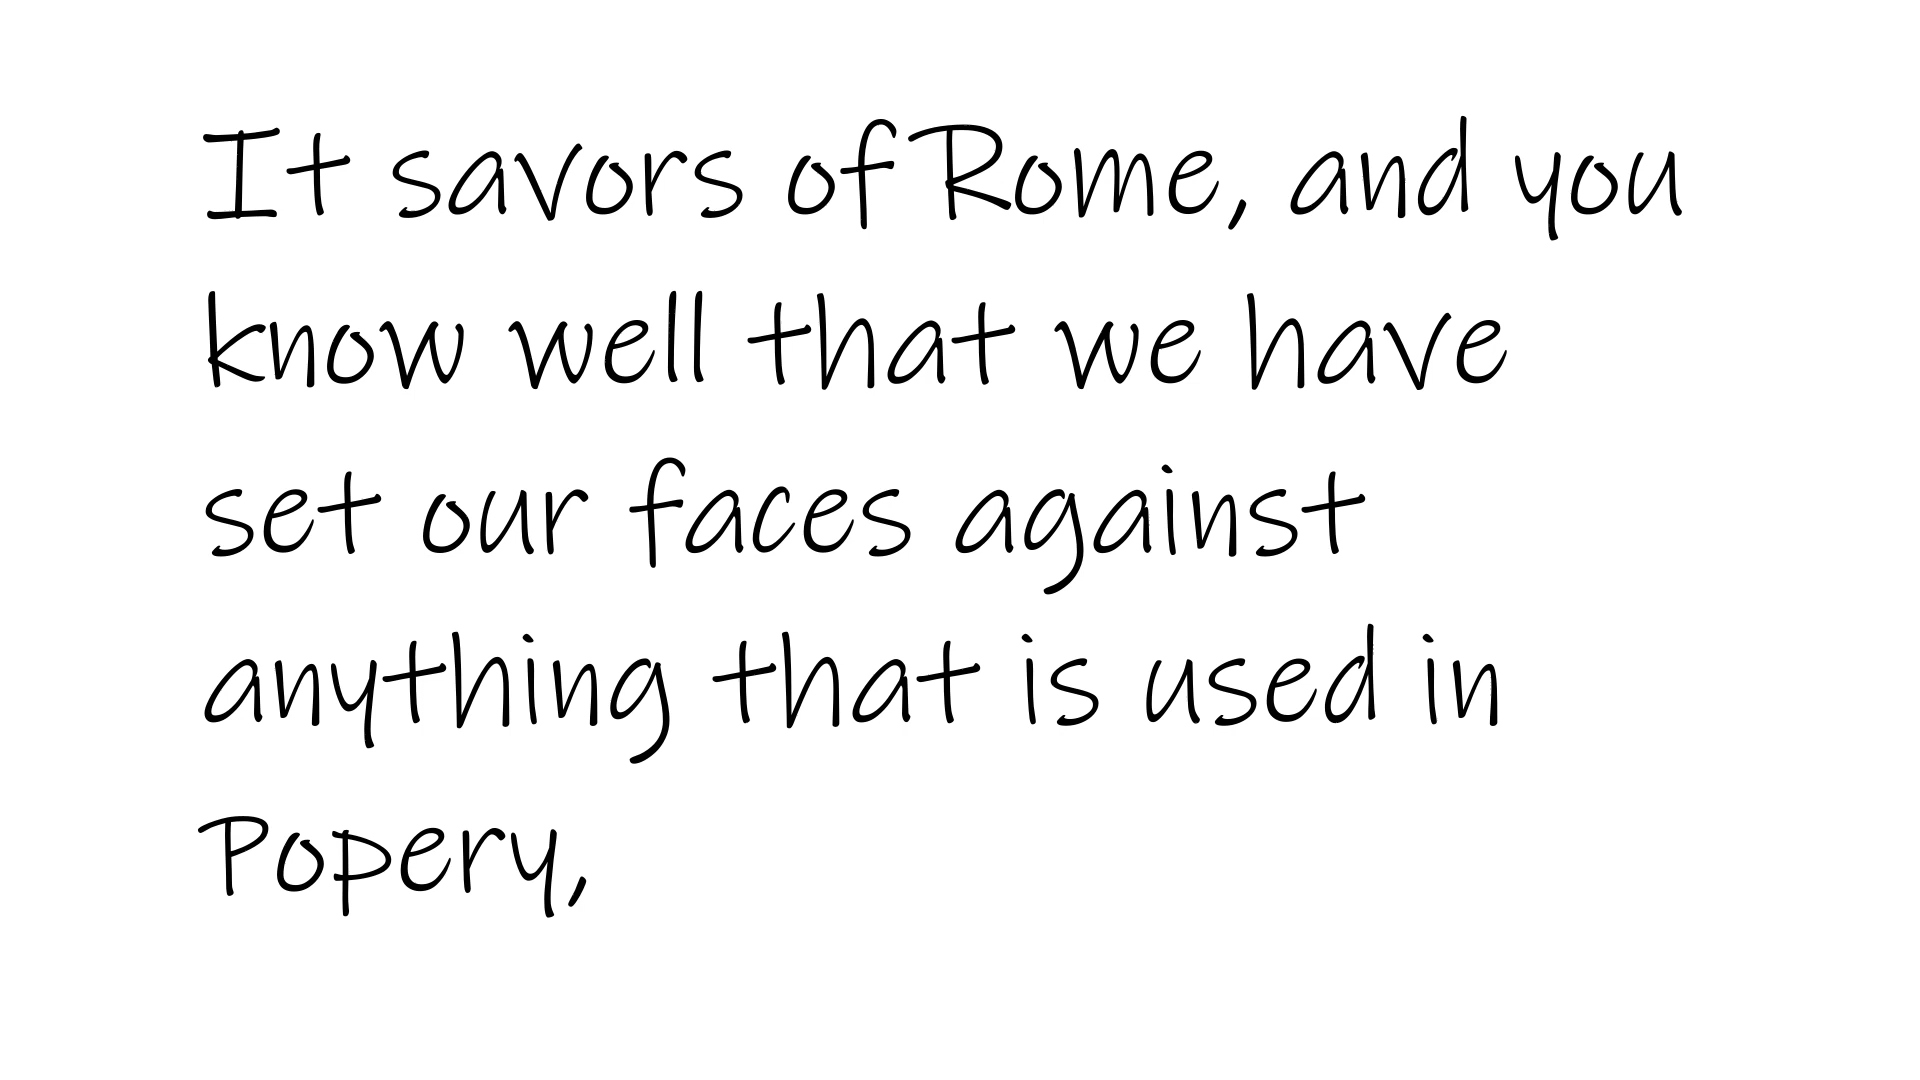 It savors of Rome, and you
know well that we have
set our faces against
anything that is used in
Popery,